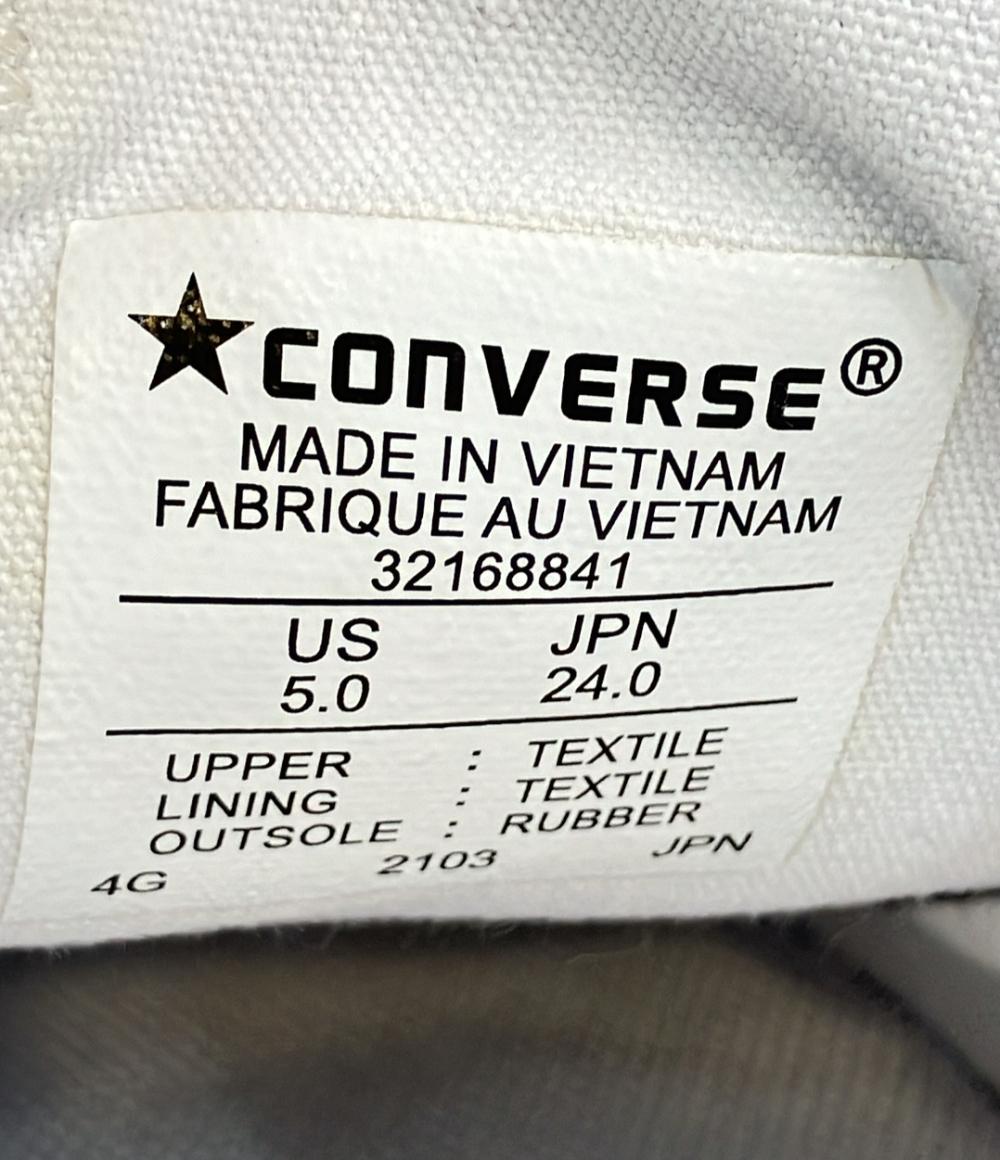 CONVERSE®
MADE IN VIETNAM
FABRIQUE AU VIETNAM
32168841
US JPN
5.0 24.0
UPPER : TEXTILE
LINING : TEXTILE
OUTSOLE : RUBBER
4G 2103 JPN